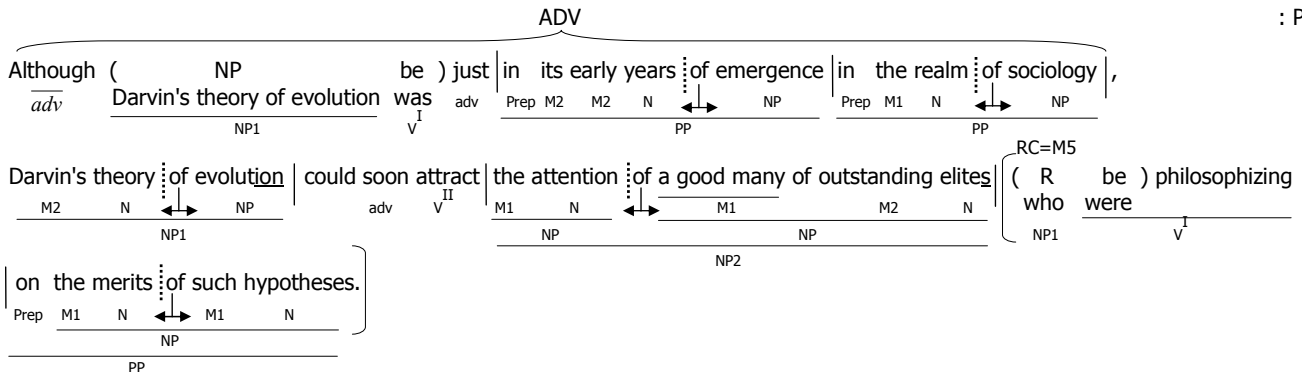 ADV
: P
Although ( NP be ) just in its early years of emergence in the realm of sociology ,
adv Darvin's theory of evolution was adv Prep M2 M2 N NP Prep M1 N NP
NP1 V I PP PP
RC=M5
Darvin's theory of evolution could soon attract the attention of a good many of outstanding elites ( R be ) philosophizing
who were
M2 N NP adv V II M1 N M1 M2 N
NP1 NP NP NP1 V I
NP2
on the merits of such hypotheses.
Prep M1 N M1 N
NP
PP